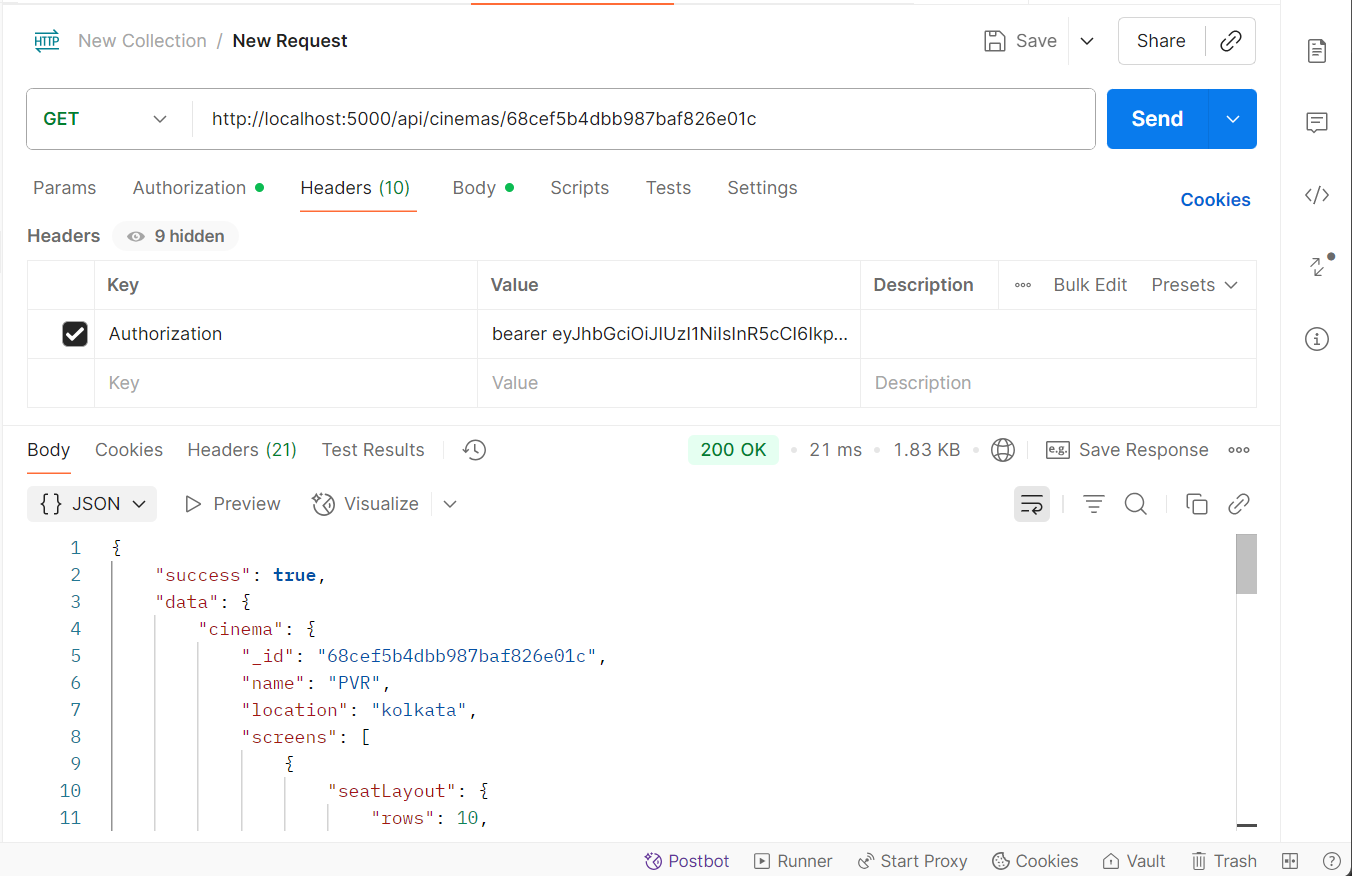 HTTP New Collection / New Request Save Share
GET http://localhost:5000/api/cinemas/68cef5b4dbb987baf826e01c Send
Params Authorization Headers (10) Body Scripts Tests Settings
Cookies
Headers 9 hidden
Key Value Description Bulk Edit Presets
Authorization bearer eyJhbGciOiJIUzI1NiIsInR5cCI6Ikp...
Key Value Description
Body Cookies Headers (21) Test Results 200 OK 21 ms 1.83 KB e.g. Save Response
{} JSON Preview Visualize
1 {
2 "success": true,
3 "data": {
4 "cinema": {
5 "_id": "68cef5b4dbb987baf826e01c",
6 "name": "PVR",
7 "location": "kolkata",
8 "screens": [
9 {
10 "seatLayout": {
11 "rows": 10,
Postbot Runner Start Proxy Cookies Vault Trash